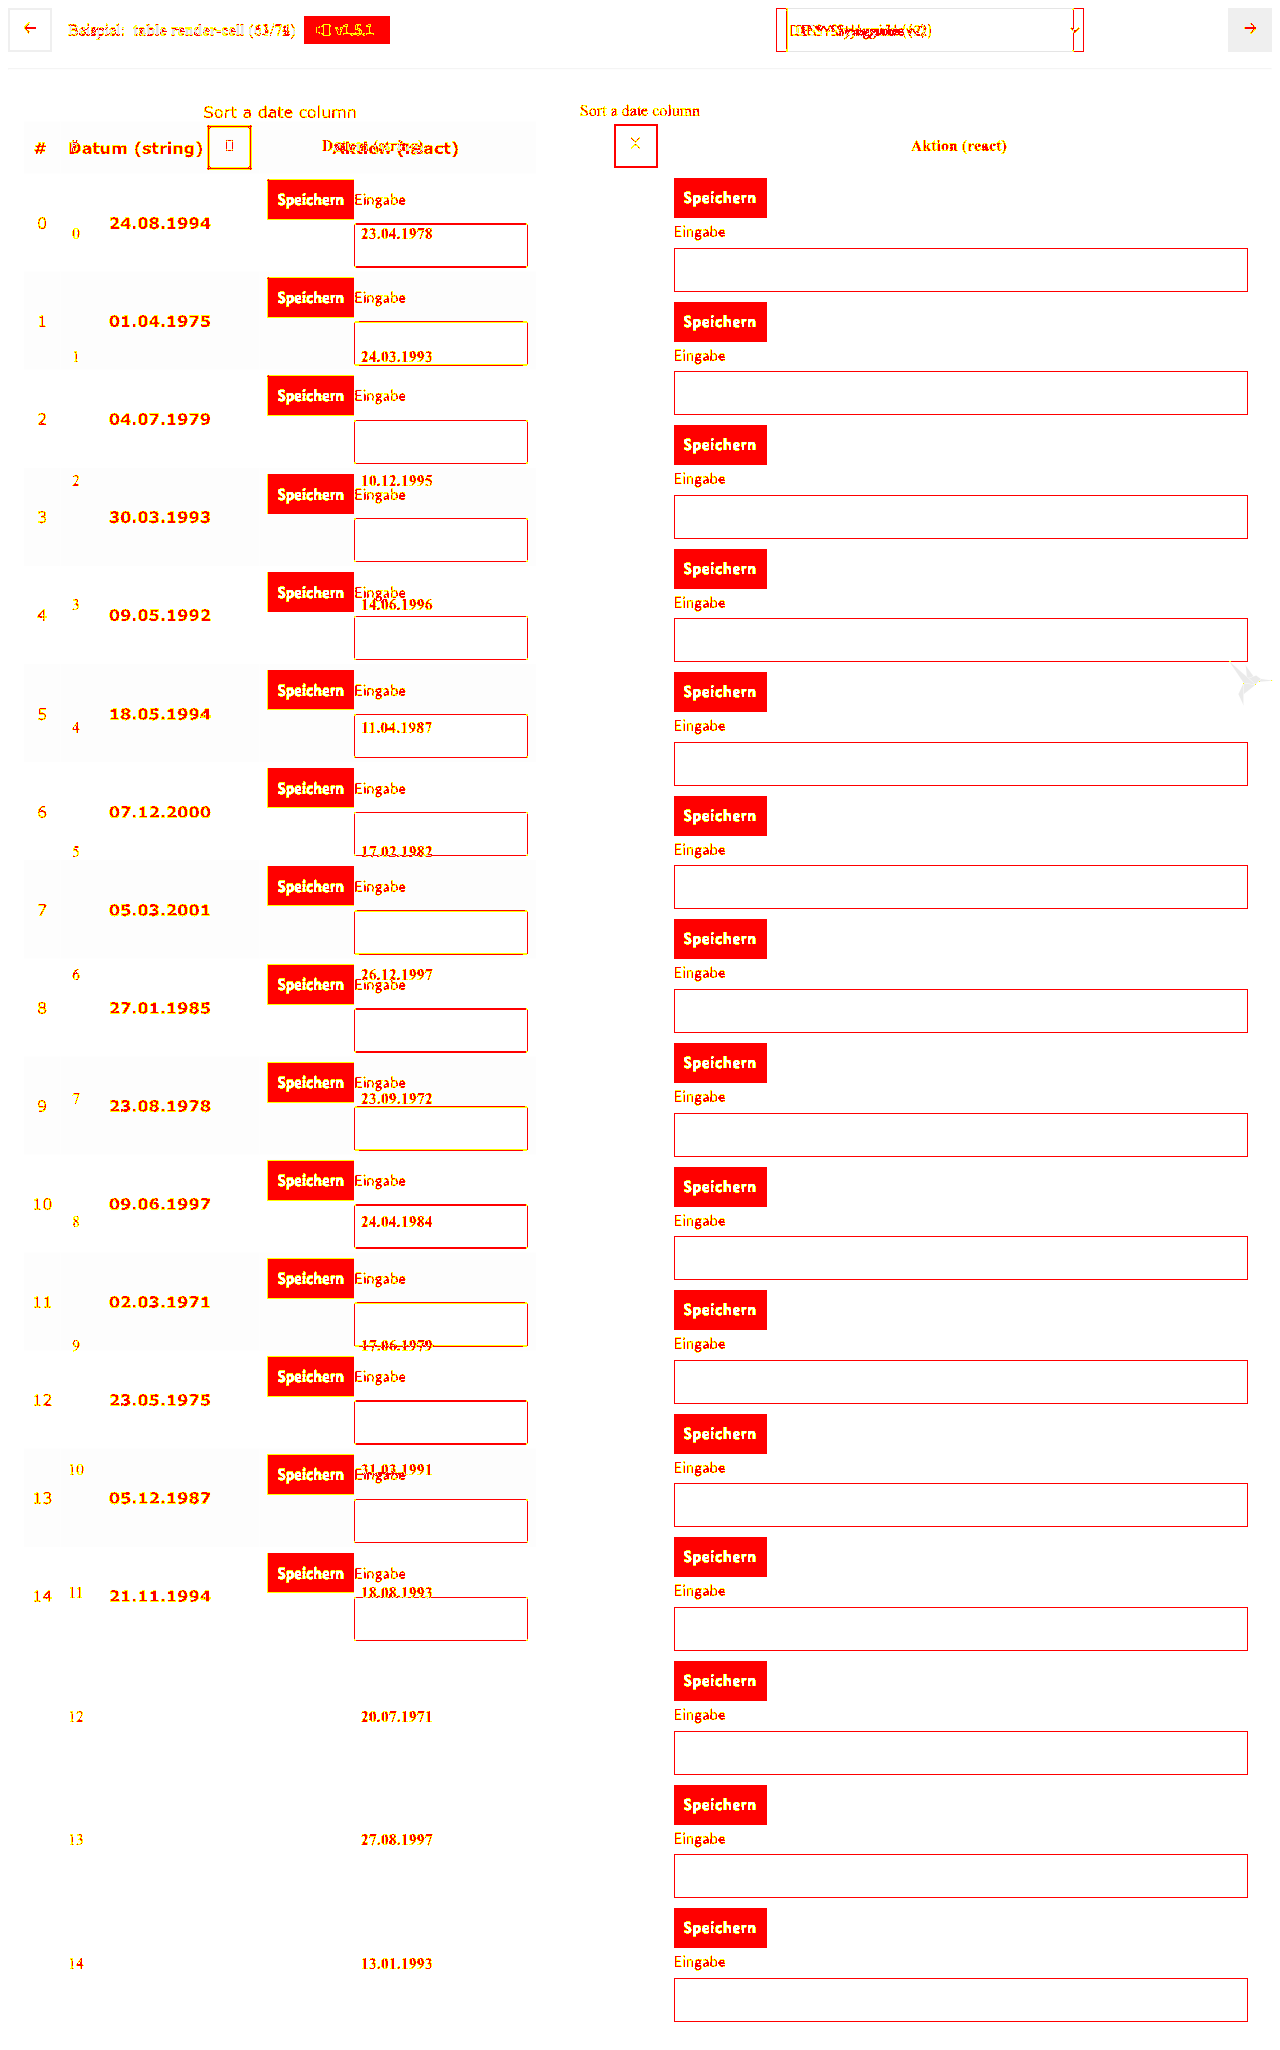 Beispiel: table render-cell v1.5.1
Sort a date column Sort a date column
# Datum (string) Aktion (react)
Speichern Eingabe Speichern
0 24.08.1994
0 23.04.1978 Eingabe
Speichern Eingabe
1 01.04.1975 Speichern
1 24.03.1993 Eingabe
Speichern Eingabe
2 04.07.1979
Speichern
2 10.12.1995 Eingabe
Speichern Eingabe
3 30.03.1993
Speichern
Speichern Eingabe
3 14.06.1996 Eingabe
4 09.05.1992
Speichern Eingabe Speichern
5 18.05.1994
4 11.04.1987 Eingabe
Speichern Eingabe
6 07.12.2000 Speichern
5 17.02.1982 Eingabe
Speichern Eingabe
7 05.03.2001
Speichern
6 26.12.1997 Eingabe
Speichern Eingabe
8 27.01.1985
Speichern
Speichern Eingabe
7 23.09.1972 Eingabe
9 23.08.1978
Speichern Eingabe Speichern
10 09.06.1997
8 24.04.1984 Eingabe
Speichern Eingabe
11 02.03.1971 Speichern
9 17.06.1979 Eingabe
Speichern Eingabe
12 23.05.1975
Speichern
10 31.03.1991 Eingabe
Speichern Eingabe
13 05.12.1987
Speichern
Speichern Eingabe
11 18.08.1993 Eingabe
14 21.11.1994
Speichern
12 20.07.1971 Eingabe
Speichern
13 27.08.1997 Eingabe
Speichern
14 13.01.1993 Eingabe